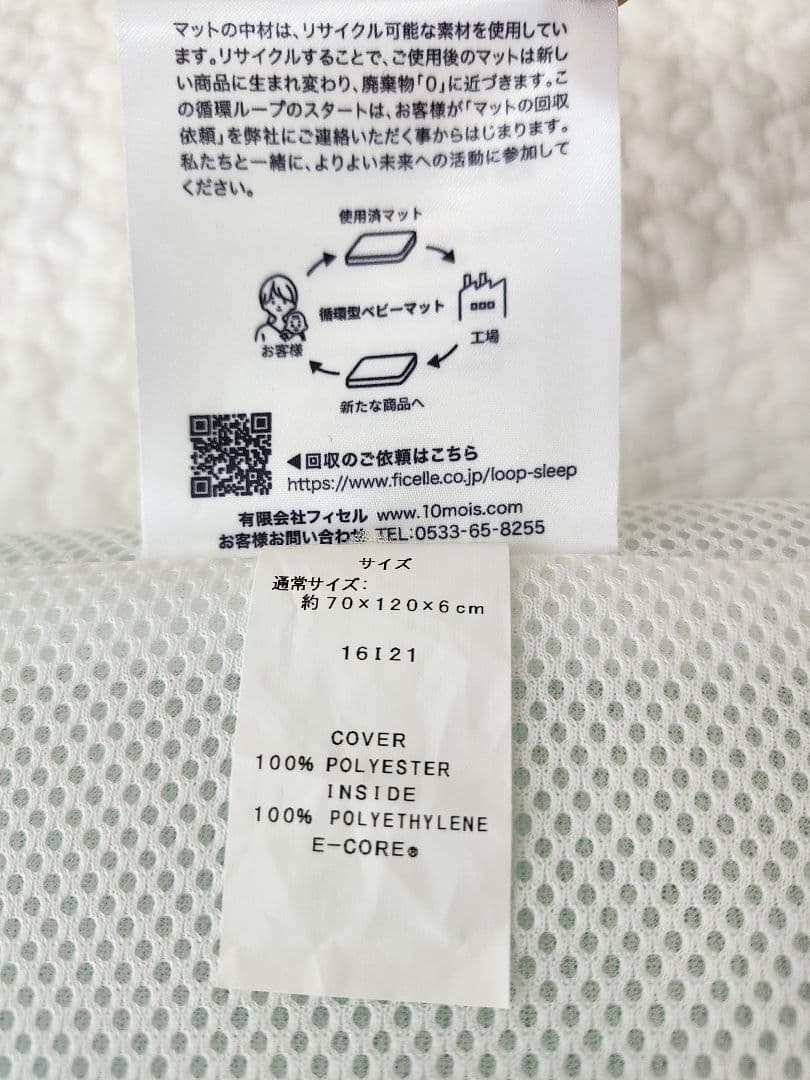 マットの中材は、リサイクル可能な素材を使用してい
ます。リサイクルすることで、ご使用後のマットは新し
い商品に生まれ変わり、廃棄物「0」に近づきます。こ
の循環ループのスタートは、お客様が「マットの回収
依頼」を弊社にご連絡いただく事からはじまります。
私たちと一緒に、よりよい未来への活動に参加して
ください。
使用済マット
循環型ベビーマット
お客様
工場
新たな商品へ
◀回収のご依頼はこちら
https://www.ficelle.co.jp/loop-sleep
有限会社フィセル www.10mois.com
お客様お問い合わせ TEL:0533-65-8255
サイズ
通常サイズ:
約70×120×6cm
16I21
COVER
100% POLYESTER
INSIDE
100% POLYETHYLENE
E-CORE®